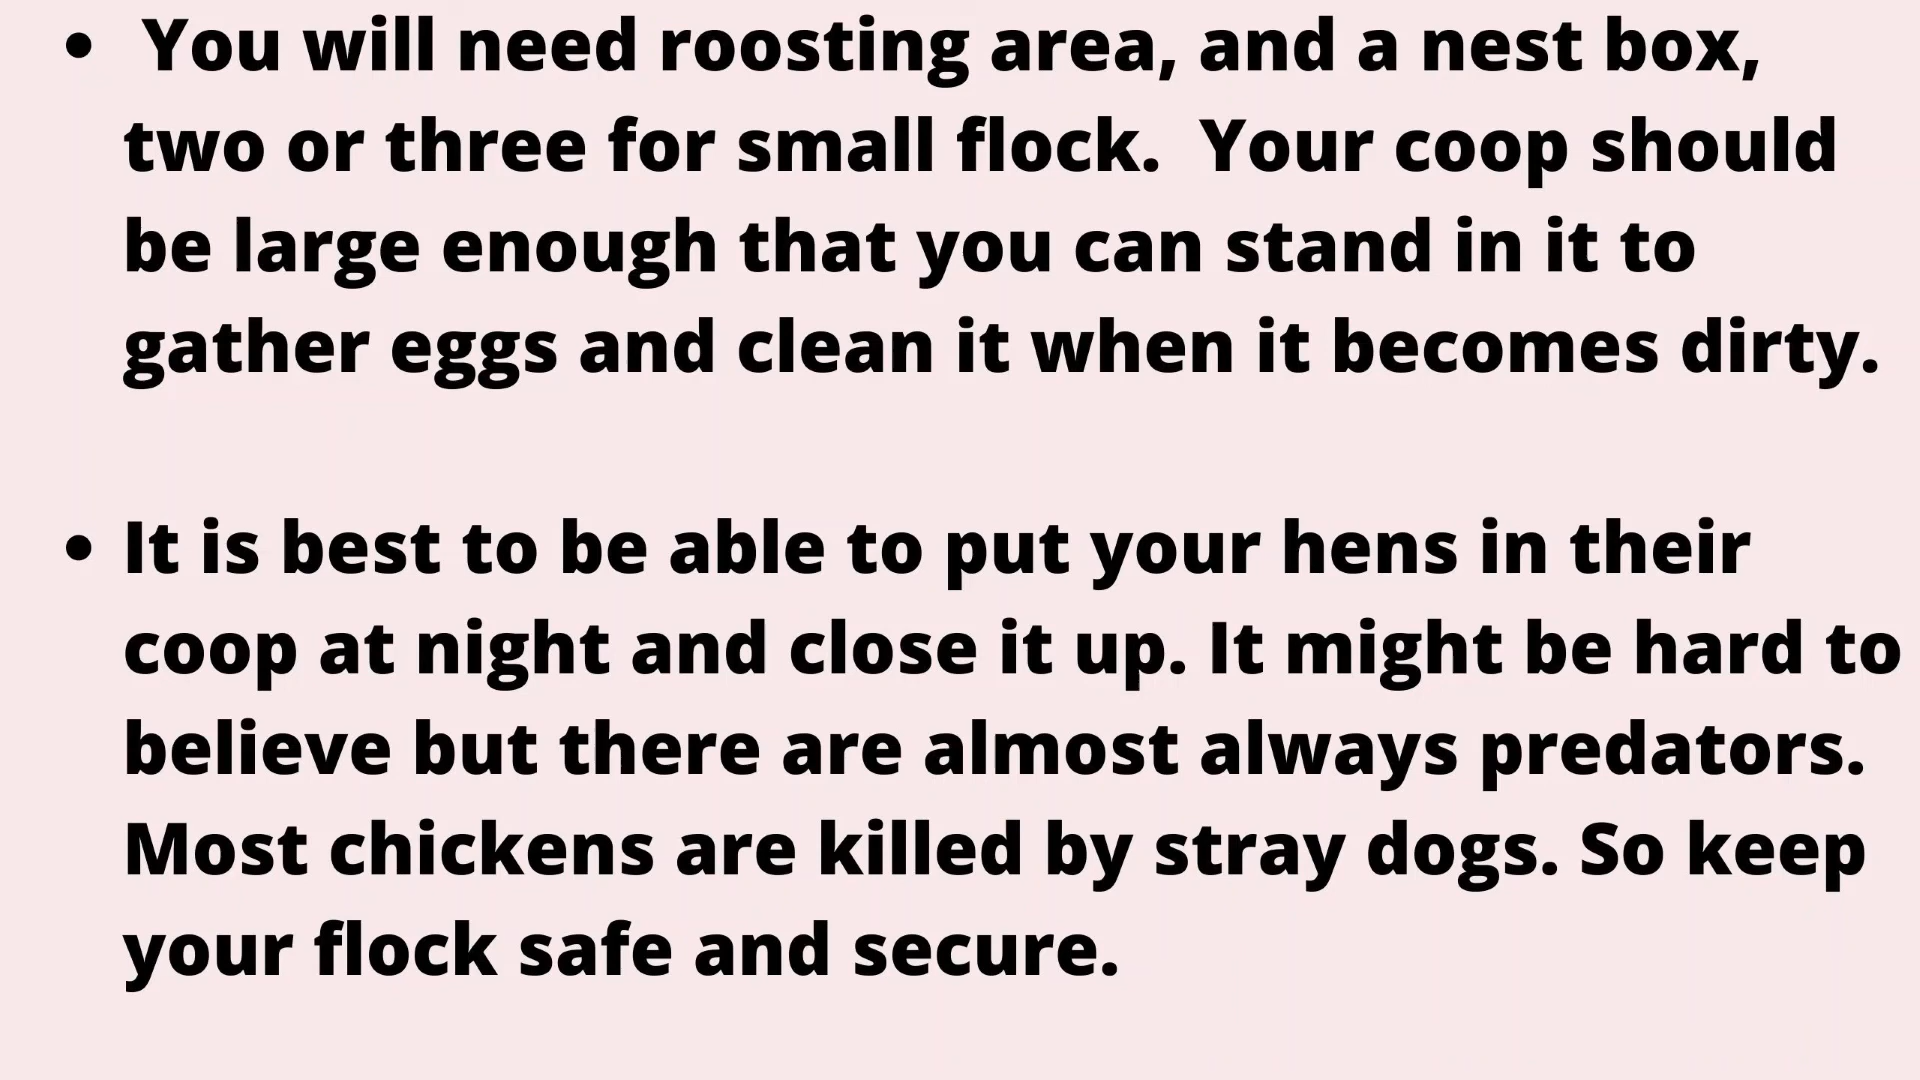 • You will need roosting area, and a nest box,
two or three for small flock.  Your coop should
be large enough that you can stand in it to
gather eggs and clean it when it becomes dirty.
• It is best to be able to put your hens in their
coop at night and close it up. It might be hard to
believe but there are almost always predators.
Most chickens are killed by stray dogs. So keep
your flock safe and secure.